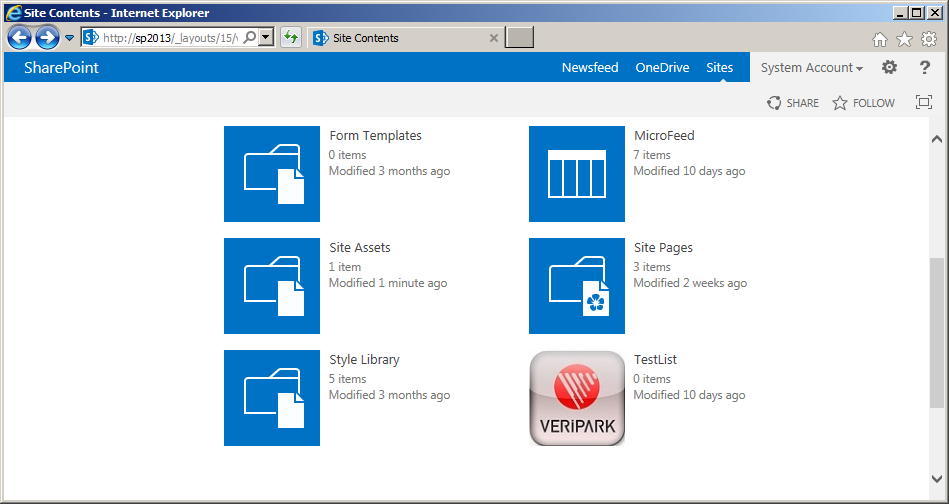 Site Contents - Internet Explorer
http://sp2013/_layouts/15/
Site Contents
SharePoint
Newsfeed
OneDrive
Sites
System Account
?
SHARE
FOLLOW
Form Templates
0 items
Modified 3 months ago
MicroFeed
7 items
Modified 10 days ago
Site Assets
1 item
Modified 1 minute ago
Site Pages
3 items
Modified 2 weeks ago
Style Library
5 items
Modified 3 months ago
VERİPARK
TestList
0 items
Modified 10 days ago